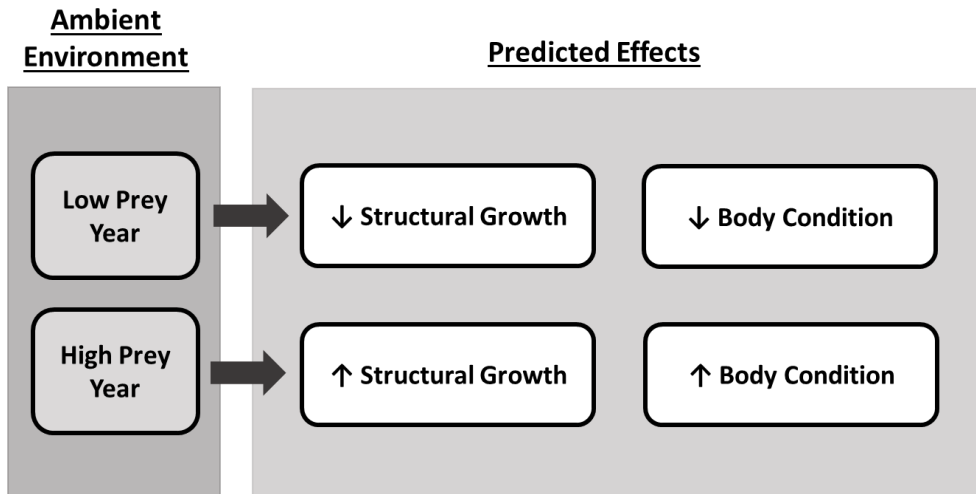 Ambient
Environment
Predicted Effects
Low Prey
Year
↓ Structural Growth
↓ Body Condition
High Prey
Year
↑ Structural Growth
↑ Body Condition